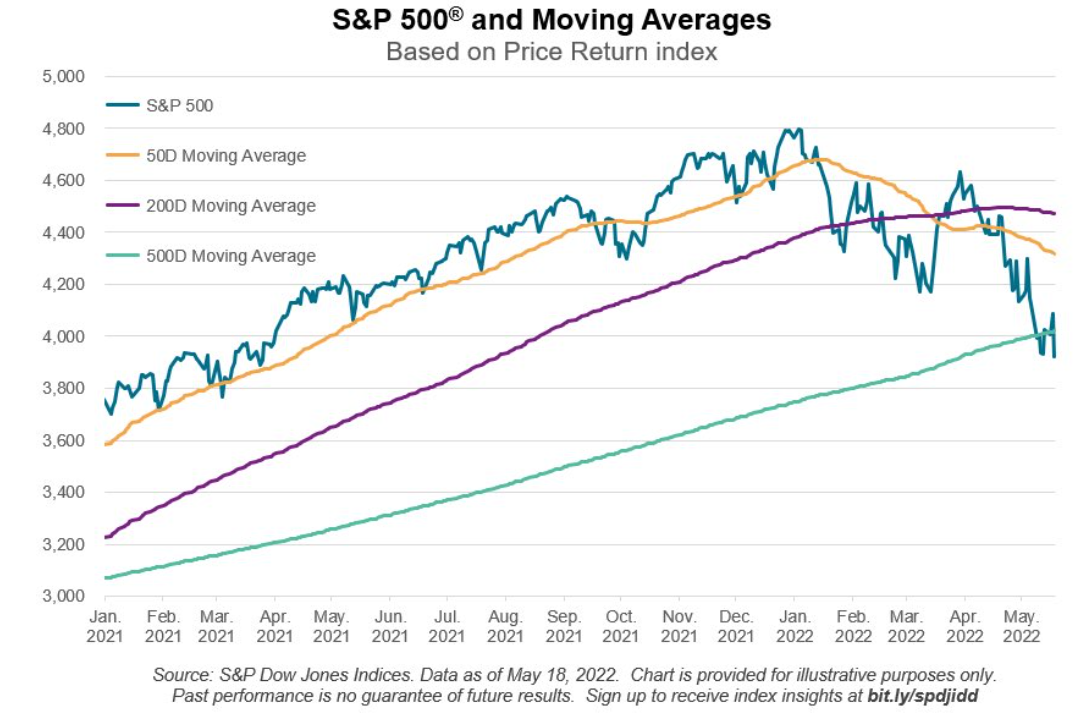 S&P 500® and Moving Averages
Based on Price Return index
5,000
4,800
4,600
4,400
4,200
4,000
3,800
3,600
3,400
3,200
3,000
S&P 500
50D Moving Average
200D Moving Average
500D Moving Average
Jan. Feb. Mar. Apr. May. Jun. Jul. Aug. Sep. Oct. Nov. Dec. Jan. Feb. Mar. Apr. May.
2021 2021 2021 2021 2021 2021 2021 2021 2021 2021 2021 2021 2022 2022 2022 2022 2022
Source: S&P Dow Jones Indices. Data as of May 18, 2022. Chart is provided for illustrative purposes only.
Past performance is no guarantee of future results. Sign up to receive index insights at bit.ly/spdjidd